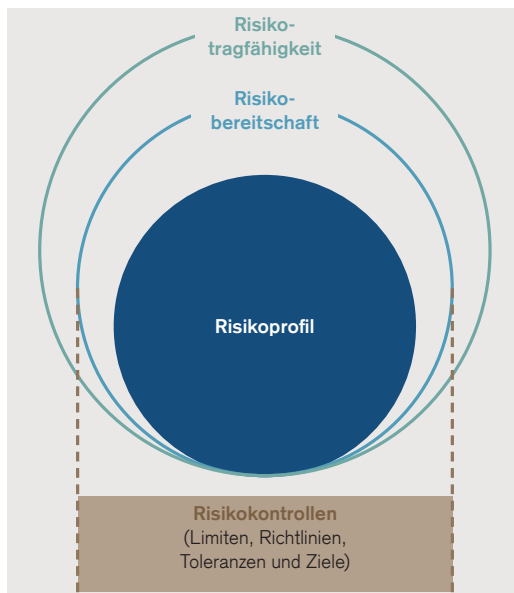 Risiko-
tragfähigkeit
Risiko-
bereitschaft
Risikoprofil
Risikokontrollen
(Limiten, Richtlinien,
Toleranzen und Ziele)